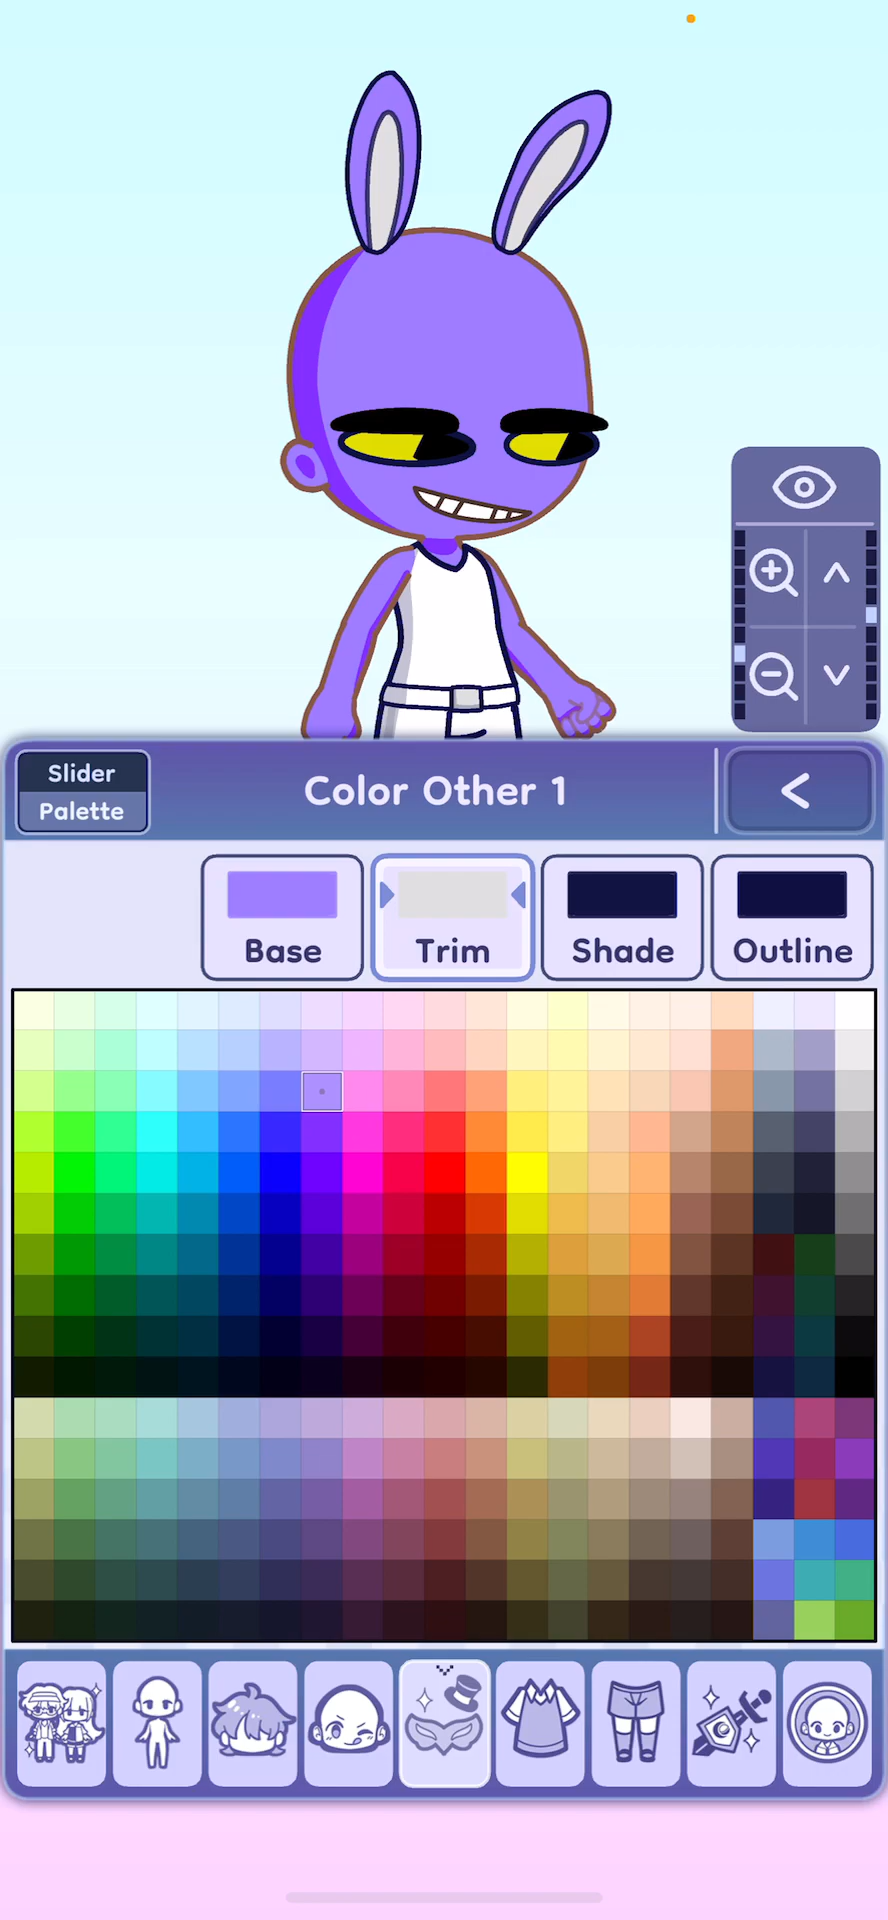 Slider
Palette
Color Other 1
Base
Trim
Shade
Outline